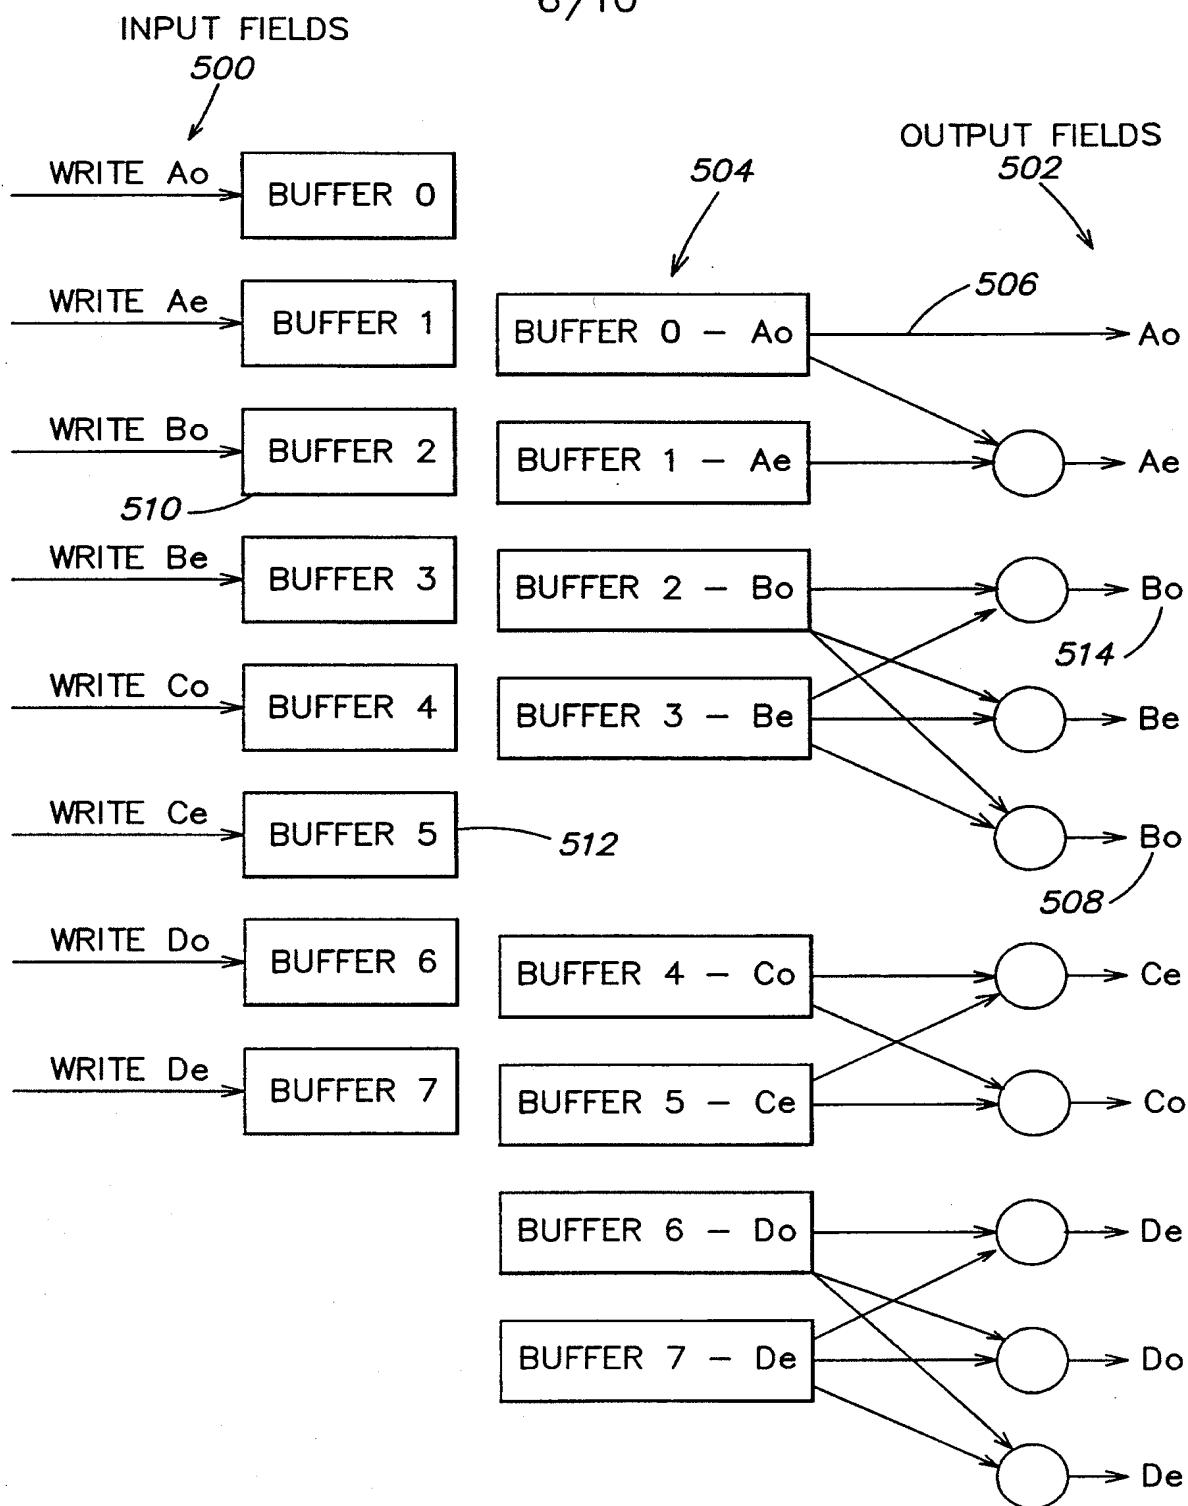 6/10
INPUT FIELDS
500
OUTPUT FIELDS
502
504
WRITE Ao
BUFFER 0
WRITE Ae
BUFFER 1
506
BUFFER 0 - Ao
Ao
WRITE Bo
BUFFER 2
BUFFER 1 - Ae
Ae
510
WRITE Be
BUFFER 3
BUFFER 2 - Bo
Bo
514
WRITE Co
BUFFER 4
BUFFER 3 - Be
Be
WRITE Ce
BUFFER 5
512
Bo
508
WRITE Do
BUFFER 6
BUFFER 4 - Co
Ce
WRITE De
BUFFER 7
BUFFER 5 - Ce
Co
BUFFER 6 - Do
De
BUFFER 7 - De
Do
De